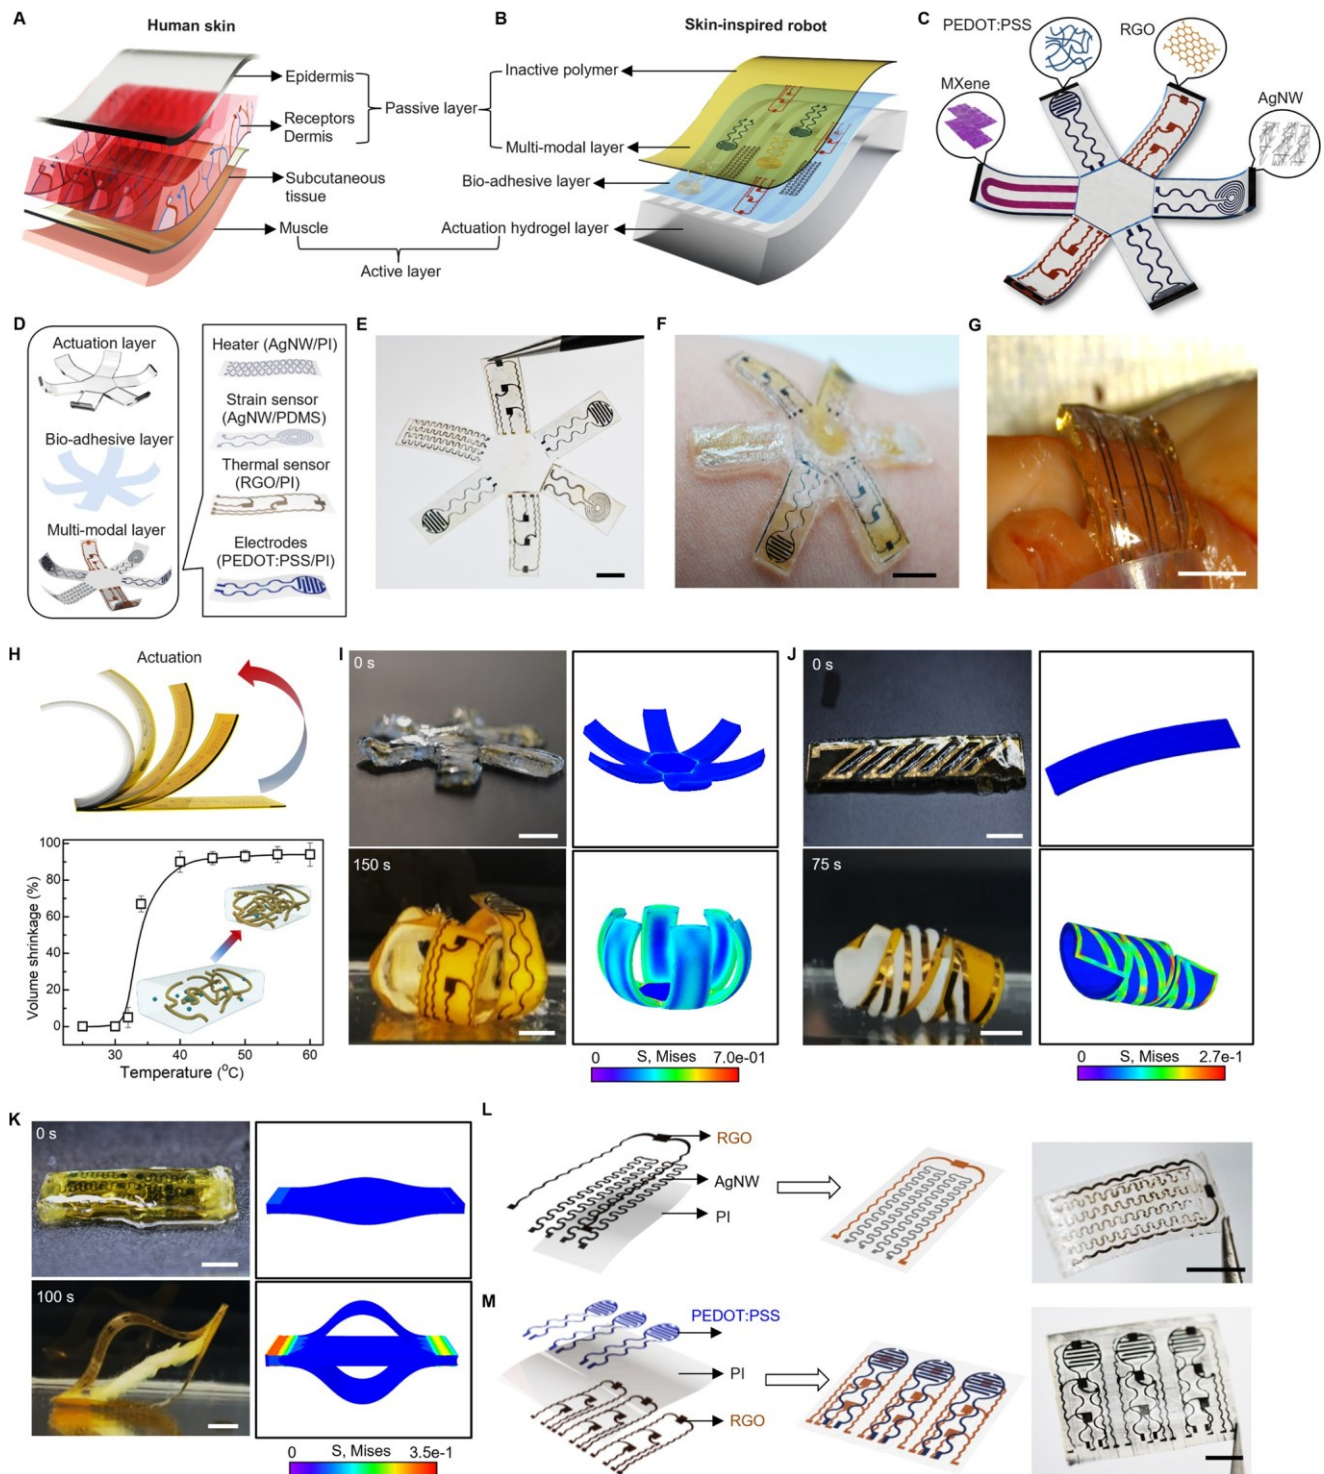 A
Human skin
Epidermis
Receptors
Dermis
Subcutaneous
tissue
Muscle
Passive layer
Active layer
B
Skin-inspired robot
Inactive polymer
Multi-modal layer
Bio-adhesive layer
Actuation hydrogel layer
C
PEDOT:PSS
RGO
MXene
AgNW
D
Actuation layer
Bio-adhesive layer
Multi-modal layer
Heater (AgNW/PI)
Strain sensor
(AgNW/PDMS)
Thermal sensor
(RGO/PI)
Electrodes
(PEDOT:PSS/PI)
E
F
G
H
Actuation
Volume shrinkage (%)
100
80
60
40
20
0
30 40 50 60
Temperature (°C)
I
0 s
150 s
0 S, Mises 7.0e-01
J
0 s
75 s
0 S, Mises 2.7e-1
K
0 s
100 s
0 S, Mises 3.5e-1
L
RGO
AgNW
PI
M
PEDOT:PSS
PI
RGO